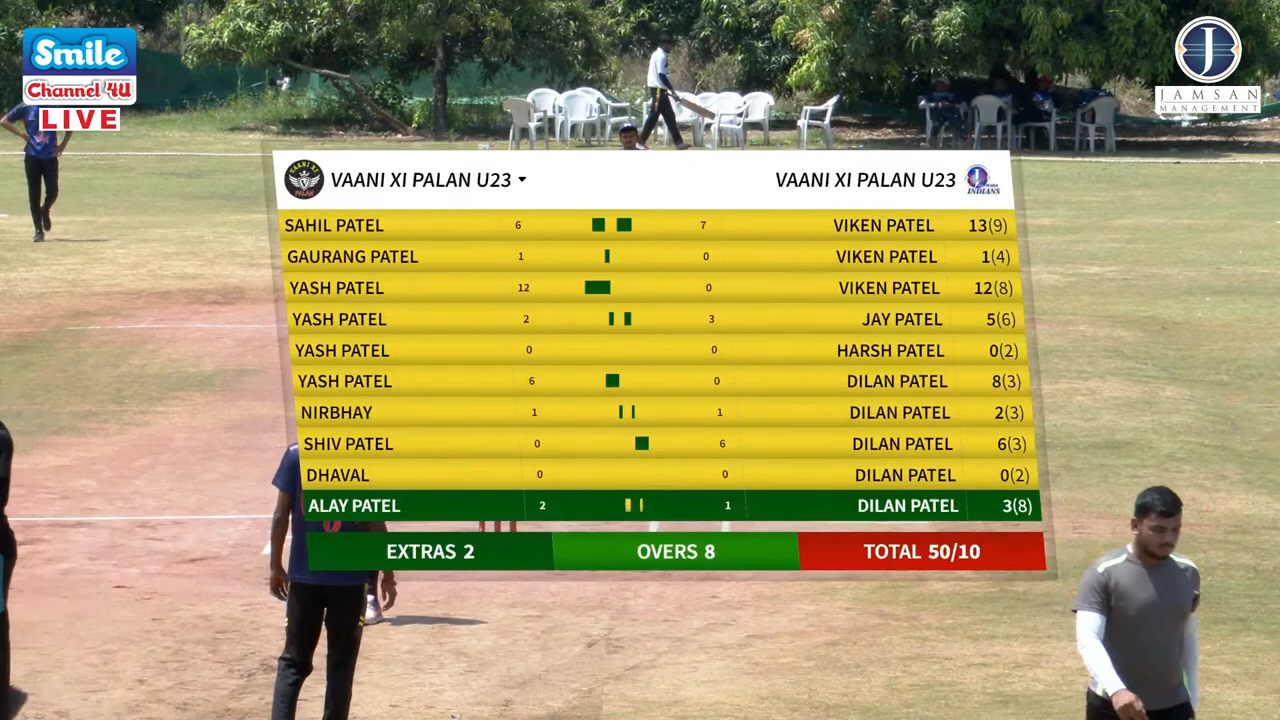 Smile
Channel 4U
LIVE
J
JAMSAN
MANAGEMENT
VAANI XI
PALAN
VAANI XI PALAN U23
VAANI XI PALAN U23
INDIANS
SAHIL PATEL 6 7 VIKEN PATEL 13(9)
GAURANG PATEL 1 0 VIKEN PATEL 1(4)
YASH PATEL 12 0 VIKEN PATEL 12(8)
YASH PATEL 2 3 JAY PATEL 5(6)
YASH PATEL 0 0 HARSH PATEL 0(2)
YASH PATEL 6 0 DILAN PATEL 8(3)
NIRBHAY 1 1 DILAN PATEL 2(3)
SHIV PATEL 0 6 DILAN PATEL 6(3)
DHAVAL 0 0 DILAN PATEL 0(2)
ALAY PATEL 2 1 DILAN PATEL 3(8)
EXTRAS 2 OVERS 8 TOTAL 50/10